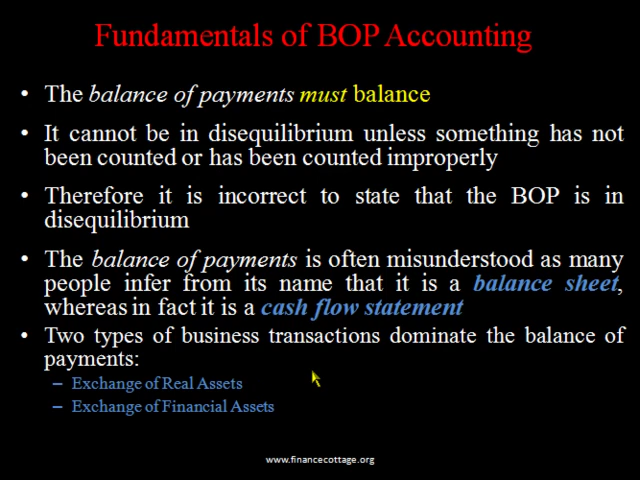 Fundamentals of BOP Accounting
• The balance of payments must balance
• It cannot be in disequilibrium unless something has not
been counted or has been counted improperly
• Therefore it is incorrect to state that the BOP is in
disequilibrium
• The balance of payments is often misunderstood as many
people infer from its name that it is a balance sheet,
whereas in fact it is a cash flow statement
• Two types of business transactions dominate the balance of
payments:
– Exchange of Real Assets
– Exchange of Financial Assets
www.financecottage.org